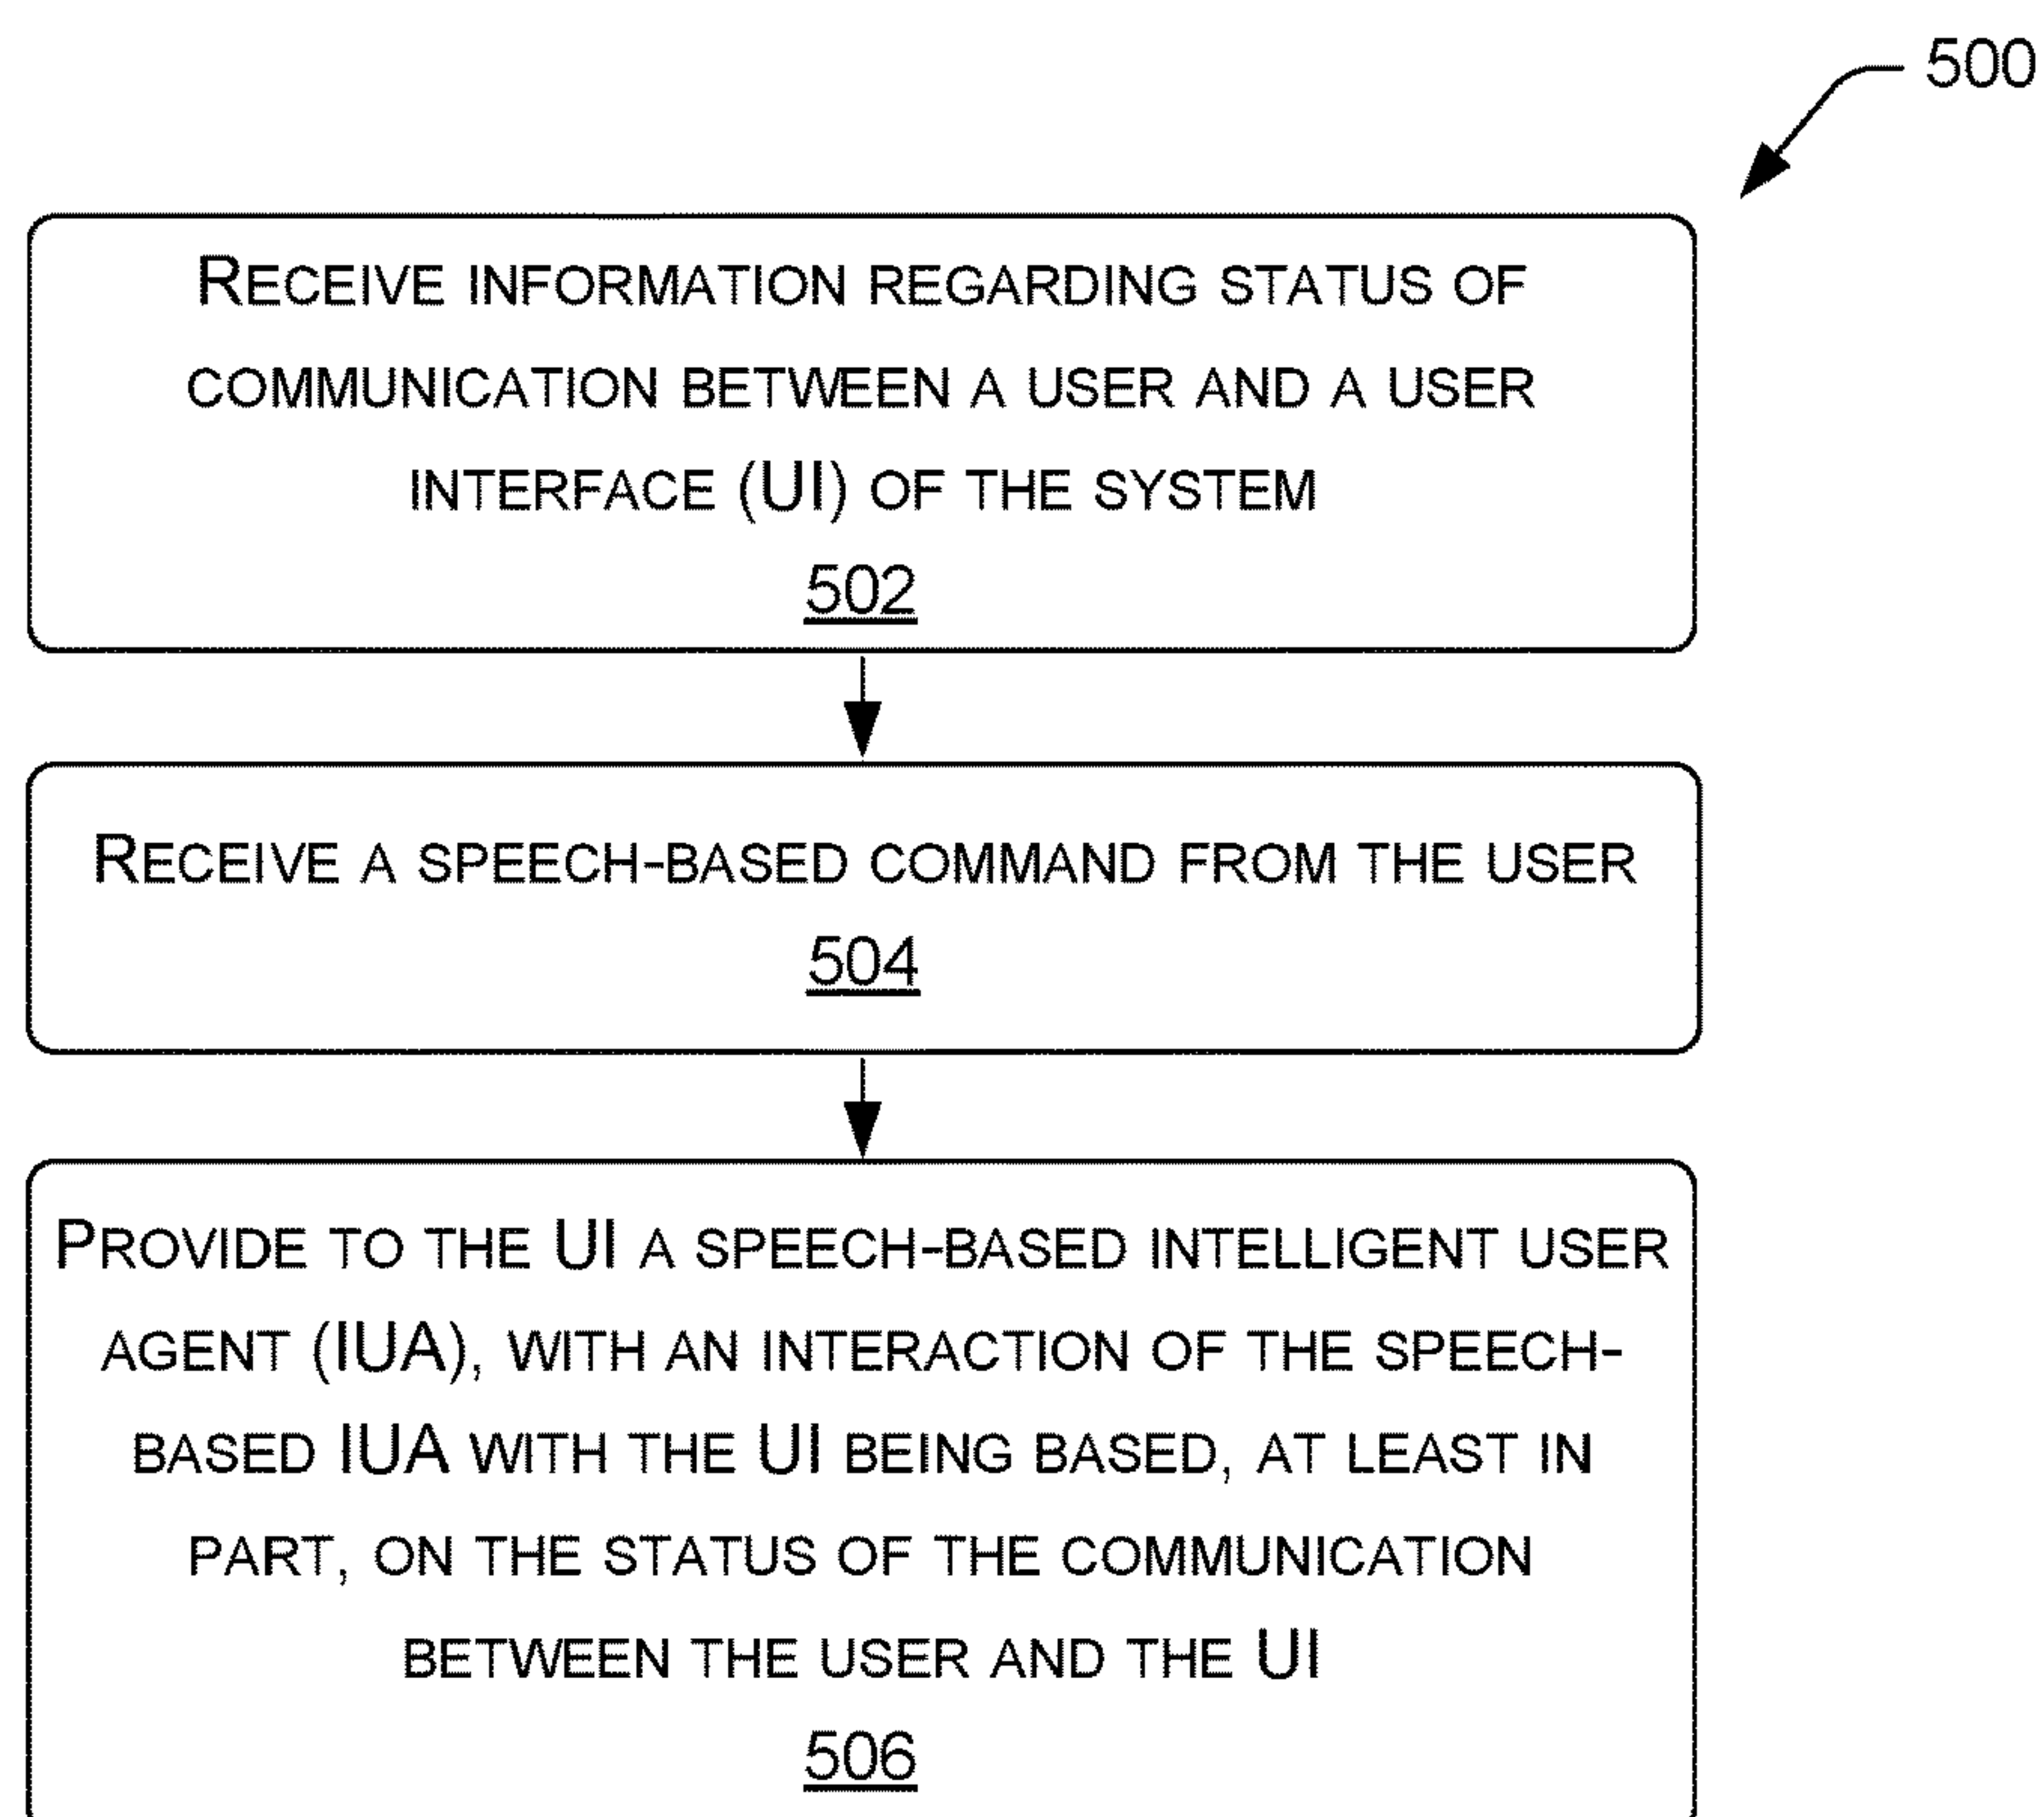 500
RECEIVE INFORMATION REGARDING STATUS OF
COMMUNICATION BETWEEN A USER AND A USER
INTERFACE (UI) OF THE SYSTEM
502
RECEIVE A SPEECH-BASED COMMAND FROM THE USER
504
PROVIDE TO THE UI A SPEECH-BASED INTELLIGENT USER
AGENT (IUA), WITH AN INTERACTION OF THE SPEECH-
BASED IUA WITH THE UI BEING BASED, AT LEAST IN
PART, ON THE STATUS OF THE COMMUNICATION
BETWEEN THE USER AND THE UI
506